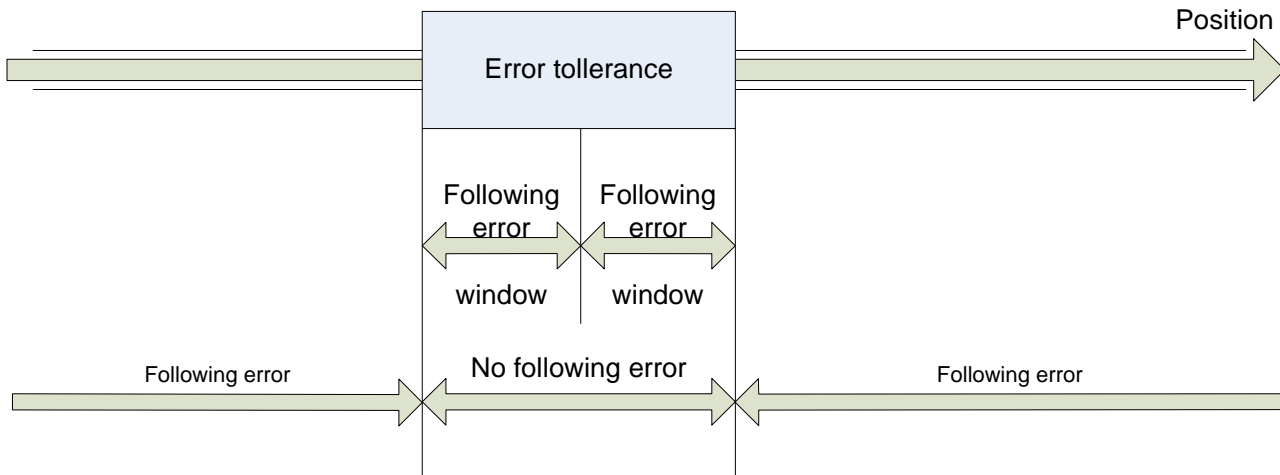 Position
Error tollerance
Following
error
window
Following
error
window
Following error
No following error
Following error